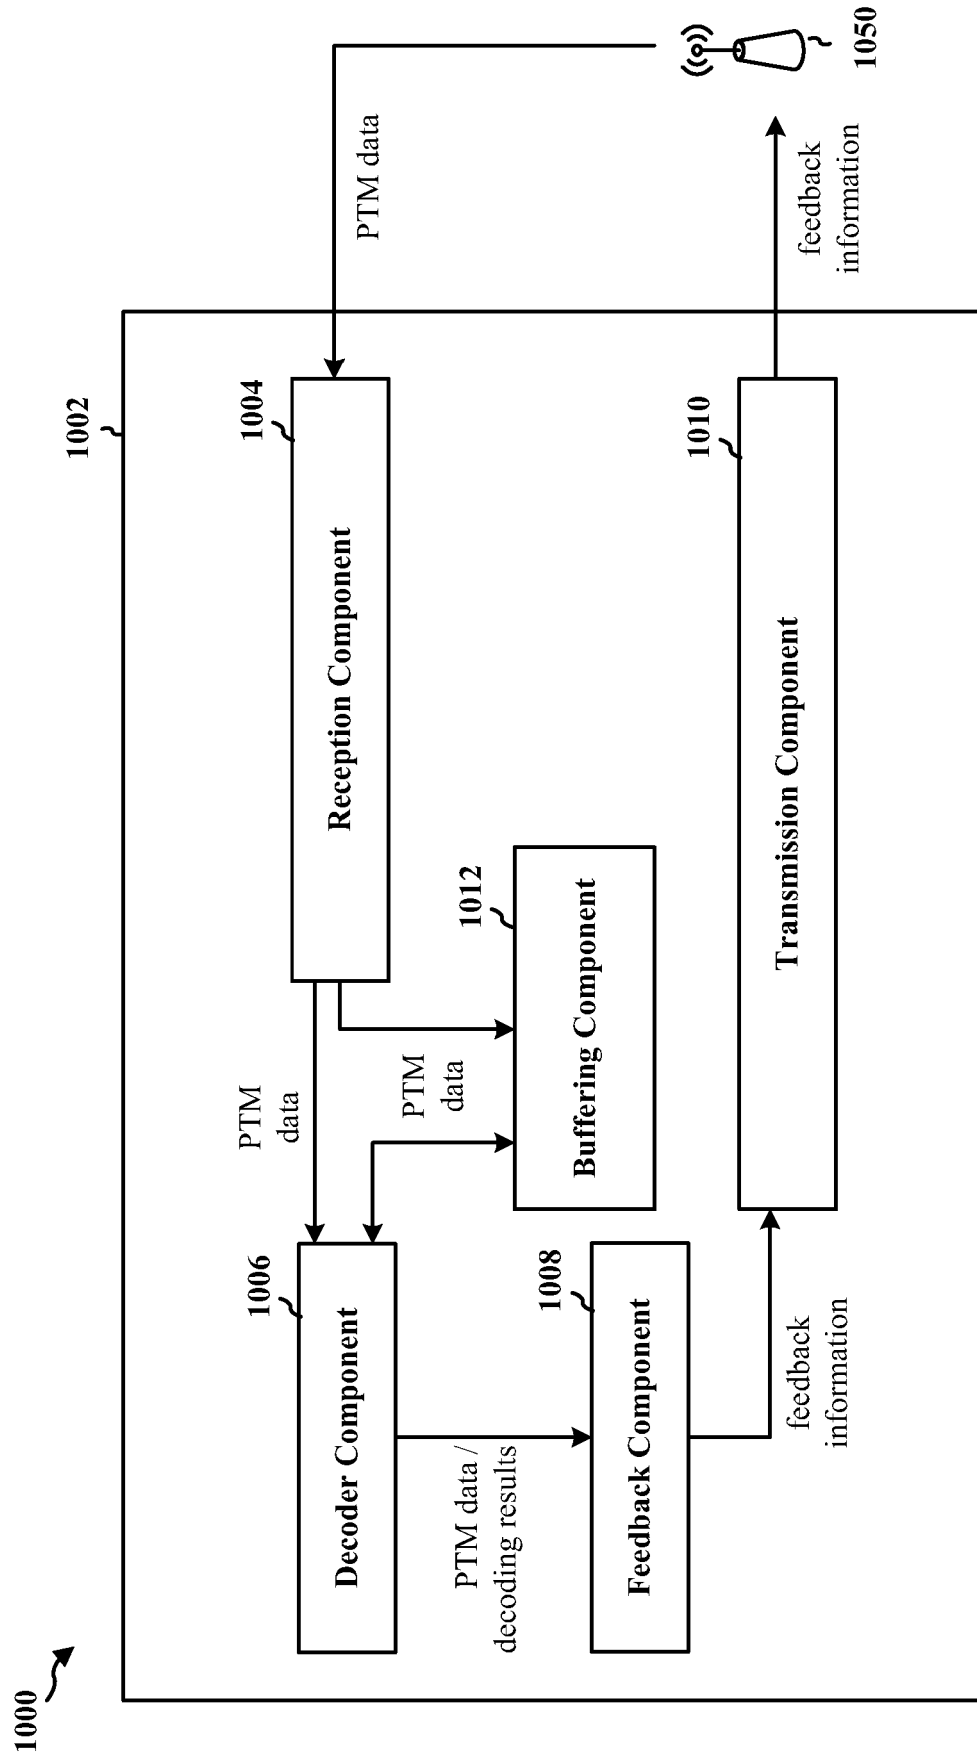 1000
1002
PTM data
1050
1004
Reception Component
PTM
data
PTM
data
1006
Decoder Component
1012
Buffering Component
PTM data /
decoding results
1008
Feedback Component
feedback
information
1010
Transmission Component
feedback
information